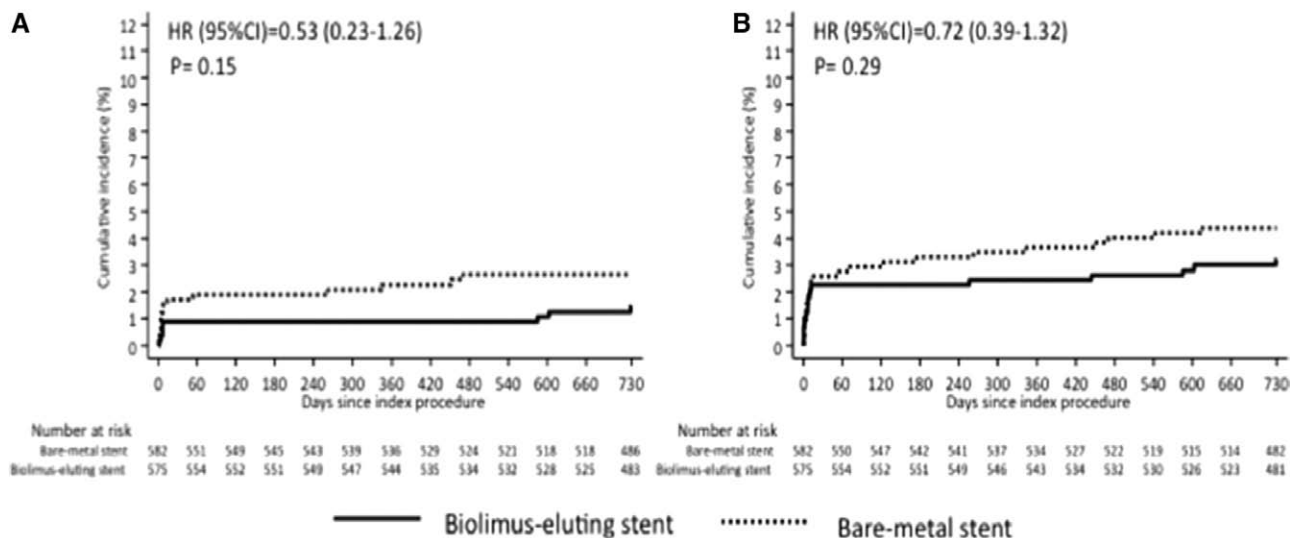 A
HR (95%CI)=0.53 (0.23-1.26)
P= 0.15
Cumulative incidence (%)
12
11
10
9
8
7
6
5
4
3
2
1
0
0 60 120 180 240 300 360 420 480 540 600 660 730
Days since index procedure
Number at risk
Bare-metal stent 582 551 549 545 543 539 536 529 524 521 518 518 486
Biolimus-eluting stent 575 554 552 551 549 547 544 535 534 532 528 525 483
B
HR (95%CI)=0.72 (0.39-1.32)
P= 0.29
Cumulative incidence (%)
12
11
10
9
8
7
6
5
4
3
2
1
0
0 60 120 180 240 300 360 420 480 540 600 660 730
Days since index procedure
Number at risk
Bare-metal stent 582 550 547 542 541 537 534 527 522 519 515 514 482
Biolimus-eluting stent 575 554 552 551 549 546 543 534 532 530 526 523 481
Biolimus-eluting stent
Bare-metal stent